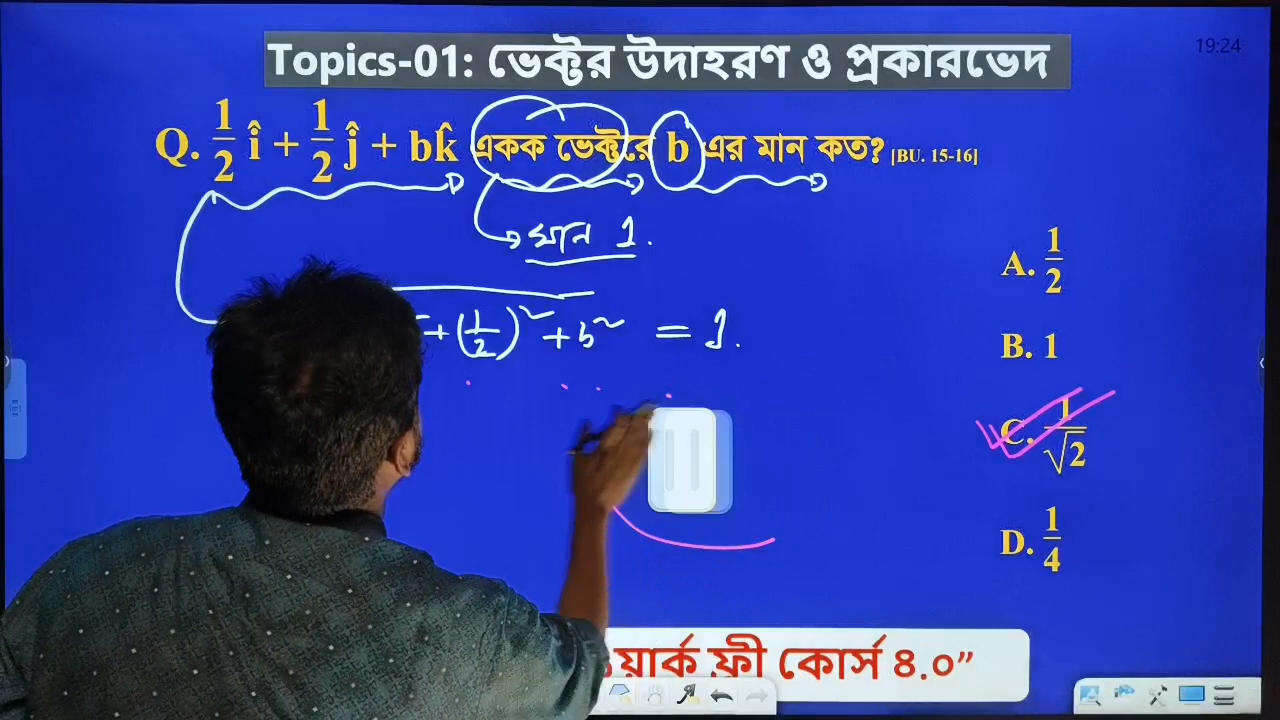 Topics-01: ভেক্টর উদাহরণ ও প্রকারভেদ
19:24
Q. 1/2 î + 1/2 ĵ + bk̂ একক ভেক্টরে b এর মান কত? [BU. 15-16]
মান 1.
+ (1/2)² + b² = 1.
A. 1/2
B. 1
C. 1/√2
D. 1/4
ফ্রী কোর্স ৪.০”